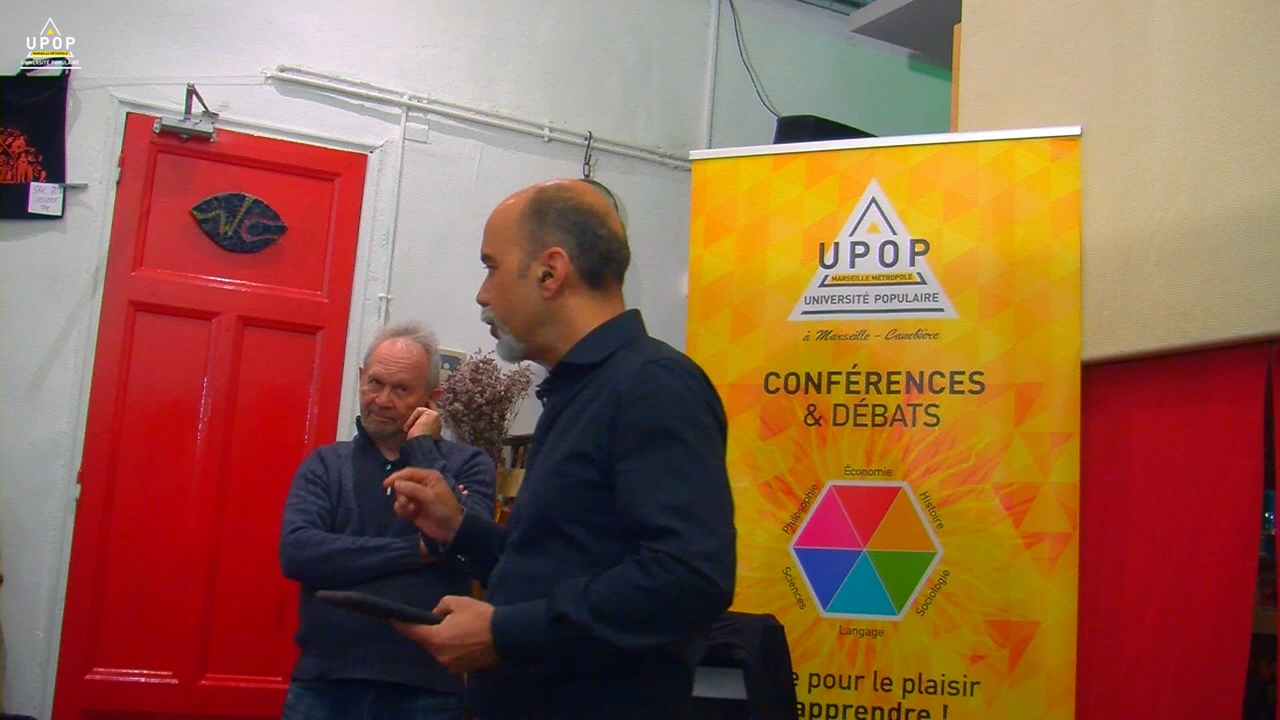 UPOP
MARSEILLE MÉTROPOLE
UNIVERSITÉ POPULAIRE
WC
UPOP
MARSEILLE MÉTROPOLE
UNIVERSITÉ POPULAIRE
à Marseille - Canebière
CONFÉRENCES
& DÉBATS
Économie
Philosophie
Histoire
Sciences
Sociologie
Langage
pour le plaisir
apprendre !